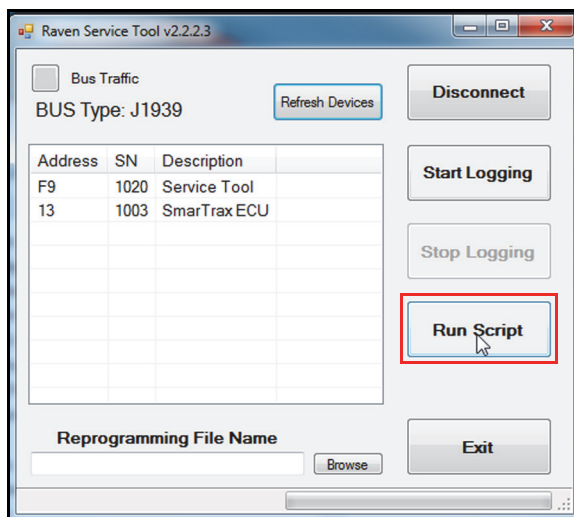 Raven Service Tool v2.2.2.3
Bus Traffic
BUS Type: J1939
Refresh Devices
Disconnect
Address SN Description
F9 1020 Service Tool
13 1003 SmarTrax ECU
Start Logging
Stop Logging
Run Script
Reprogramming File Name
Browse
Exit